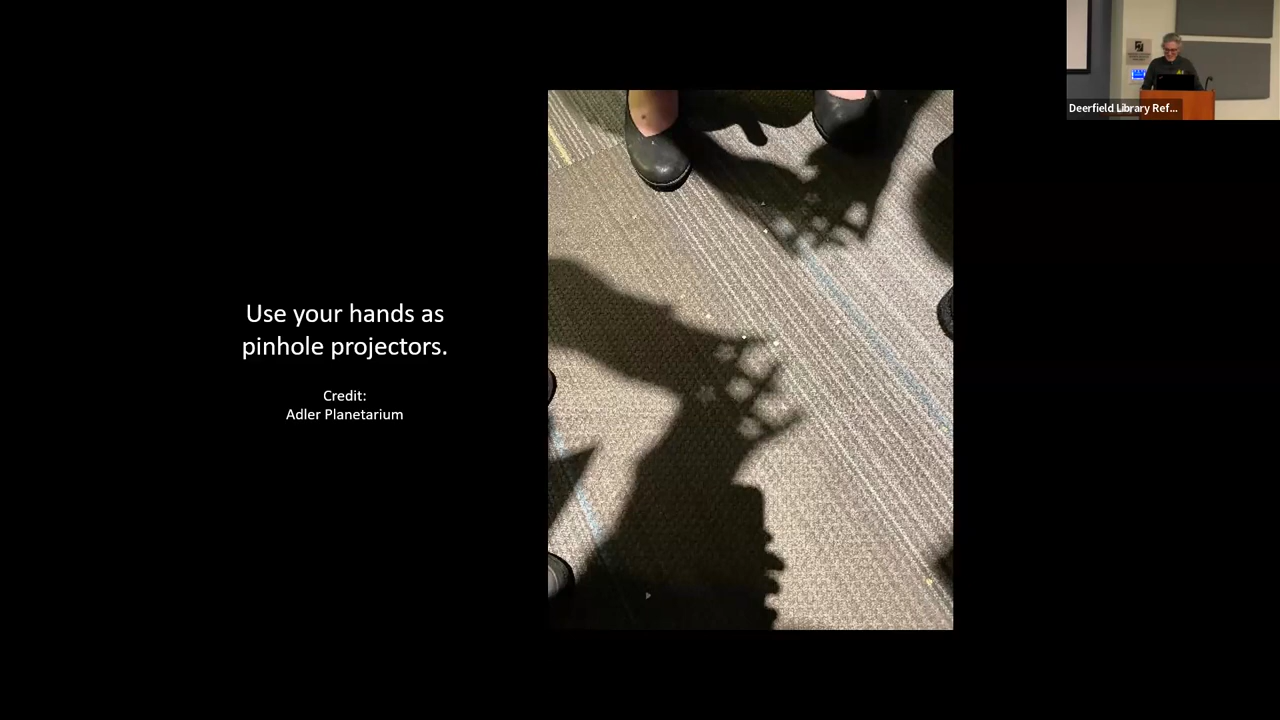 Use your hands as
pinhole projectors.
Credit:
Adler Planetarium
Deerfield Library Ref...